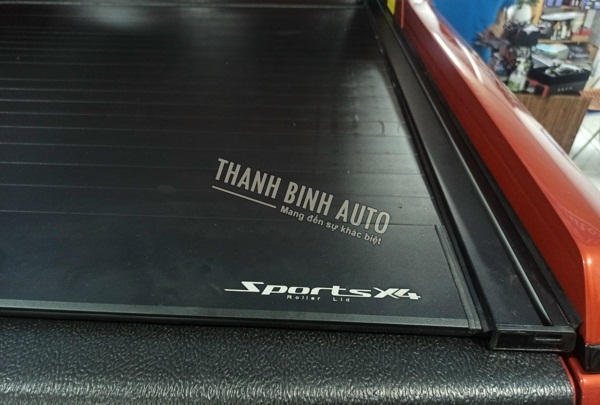 THANH BINH AUTO
Mang đến sự khác biệt
SportsX4
Roller Lid